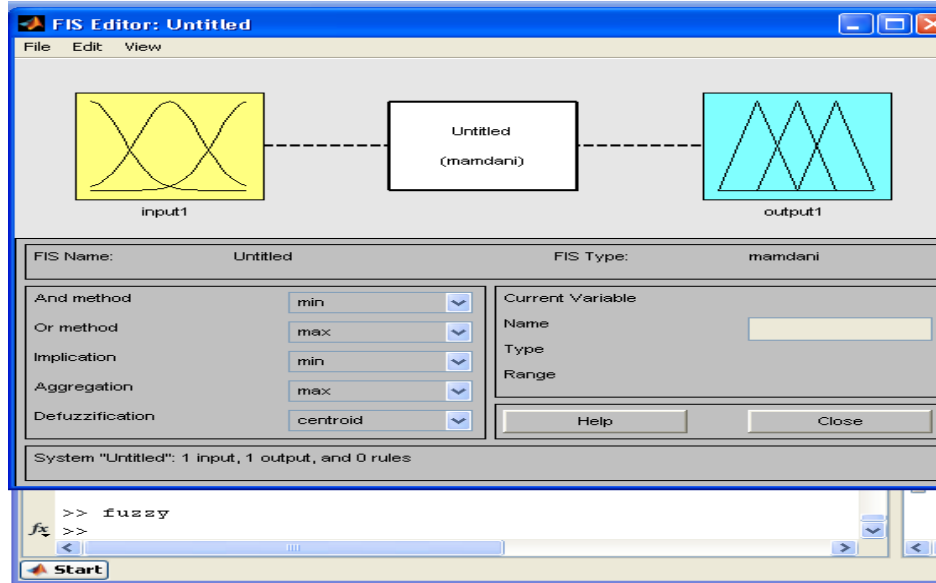 FIS Editor: Untitled
File Edit View
Untitled
(mamdani)
input1
output1
FIS Name: Untitled FIS Type: mamdani
And method min
Or method max
Implication min
Aggregation max
Defuzzification centroid
Current Variable
Name
Type
Range
Help Close
System "Untitled": 1 input, 1 output, and 0 rules
>> fuzzy
fx >>
Start